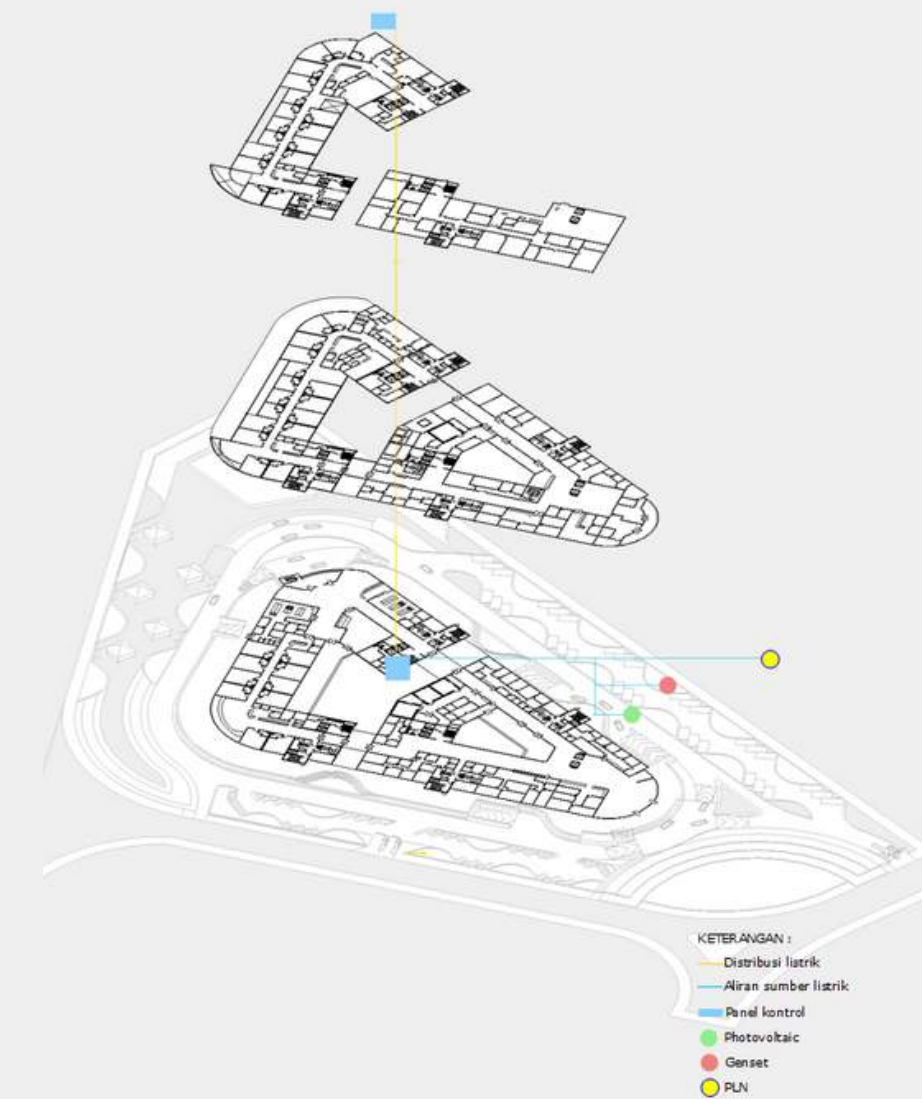 KETERANGAN :
Distribusi listrik
Aliran sumber listrik
Panel kontrol
Photovoltaic
Genset
PLN